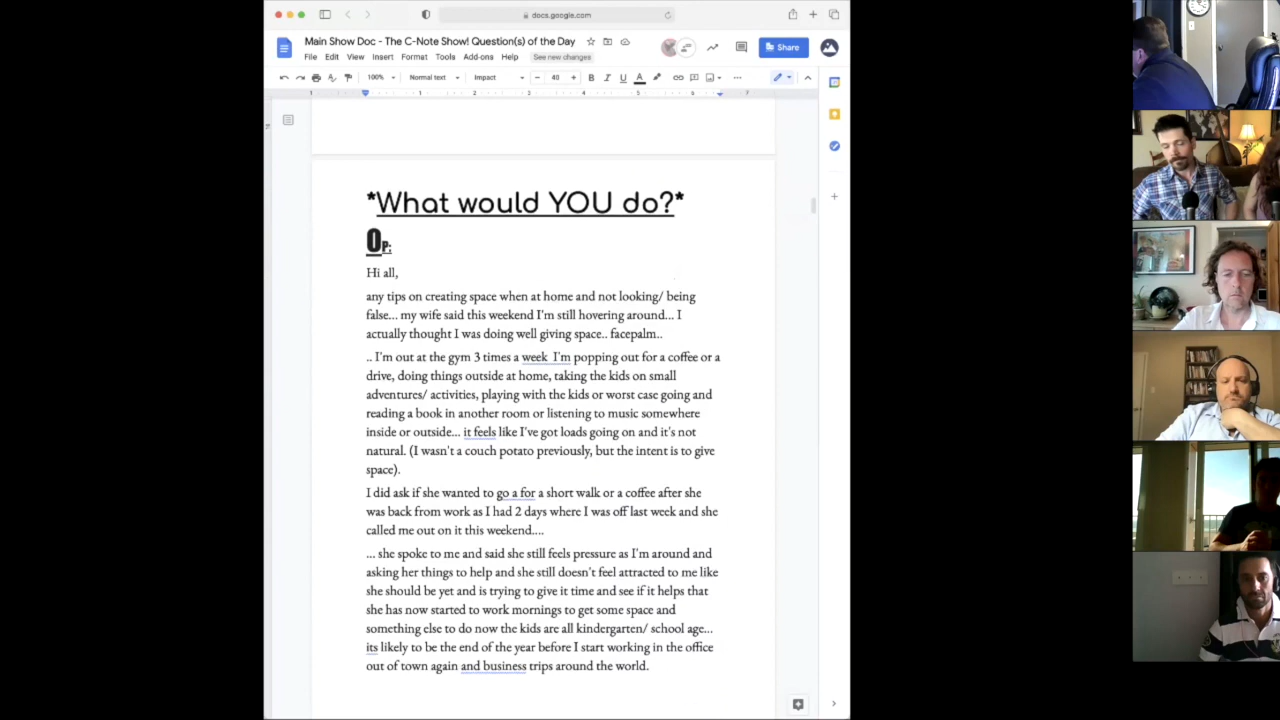 docs.google.com
Main Show Doc - The C-Note Show! Question(s) of the Day
File Edit View Insert Format Tools Add-ons Help See new changes
Share
100% Normal text Impact 40 B I U A
1 1 2 3 4 5 6 7
*What would YOU do?*
OP:
Hi all,
any tips on creating space when at home and not looking/ being
false... my wife said this weekend I'm still hovering around... I
actually thought I was doing well giving space.. facepalm..
.. I'm out at the gym 3 times a week I'm popping out for a coffee or a
drive, doing things outside at home, taking the kids on small
adventures/ activities, playing with the kids or worst case going and
reading a book in another room or listening to music somewhere
inside or outside... it feels like I've got loads going on and it's not
natural. (I wasn't a couch potato previously, but the intent is to give
space).
I did ask if she wanted to go a for a short walk or a coffee after she
was back from work as I had 2 days where I was off last week and she
called me out on it this weekend....
... she spoke to me and said she still feels pressure as I'm around and
asking her things to help and she still doesn't feel attracted to me like
she should be yet and is trying to give it time and see if it helps that
she has now started to work mornings to get some space and
something else to do now the kids are all kindergarten/ school age...
its likely to be the end of the year before I start working in the office
out of town again and business trips around the world.